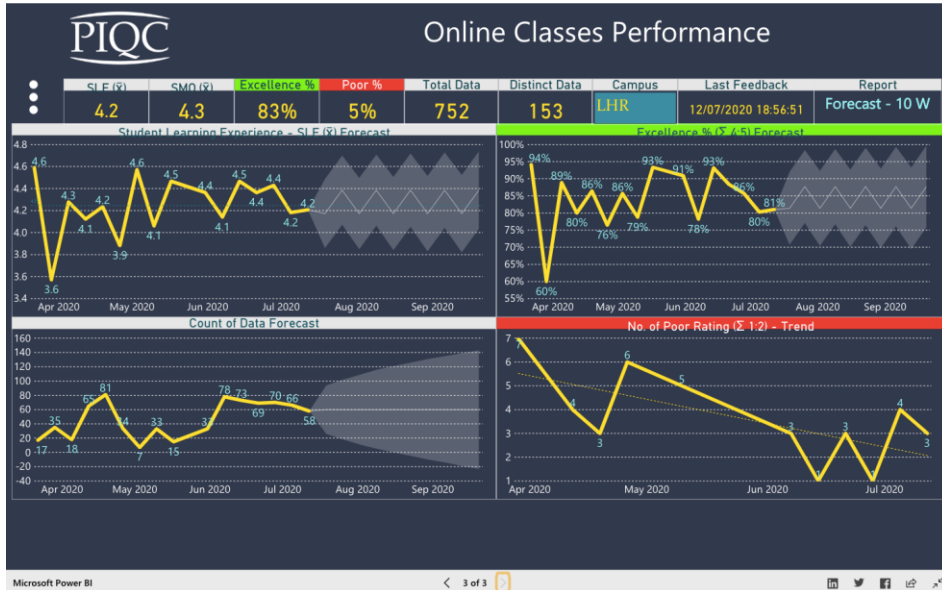 PIQC
Online Classes Performance
SLE (x̄) SMO (x̄) Excellence % Poor % Total Data Distinct Data Campus Last Feedback Report
4.2 4.3 83% 5% 752 153 LHR 12/07/2020 18:56:51 Forecast - 10 W
Student Learning Experience - SLE (x̄) Forecast
4.8
4.6
4.4
4.2
4.0
3.8
3.6
3.4
4.6 3.6 4.3 4.1 4.2 3.9 4.6 4.1 4.5 4.4 4.1 4.5 4.4 4.4 4.2 4.2
Apr 2020 May 2020 Jun 2020 Jul 2020 Aug 2020 Sep 2020
Excellence % (Σ 4:5) Forecast
100%
95%
90%
85%
80%
75%
70%
65%
60%
55%
94% 60% 89% 80% 86% 76% 86% 79% 93% 91% 78% 93% 86% 80% 81%
Apr 2020 May 2020 Jun 2020 Jul 2020 Aug 2020 Sep 2020
Count of Data Forecast
160
140
120
100
80
60
40
20
0
-20
-40
17 35 18 65 81 34 7 33 15 33 78 73 69 70 66 58
Apr 2020 May 2020 Jun 2020 Jul 2020 Aug 2020 Sep 2020
No. of Poor Rating (Σ 1:2) - Trend
7
6
5
4
3
2
1
7 4 3 6 5 3 1 3 1 4 3
Apr 2020 May 2020 Jun 2020 Jul 2020
Microsoft Power BI
3 of 3